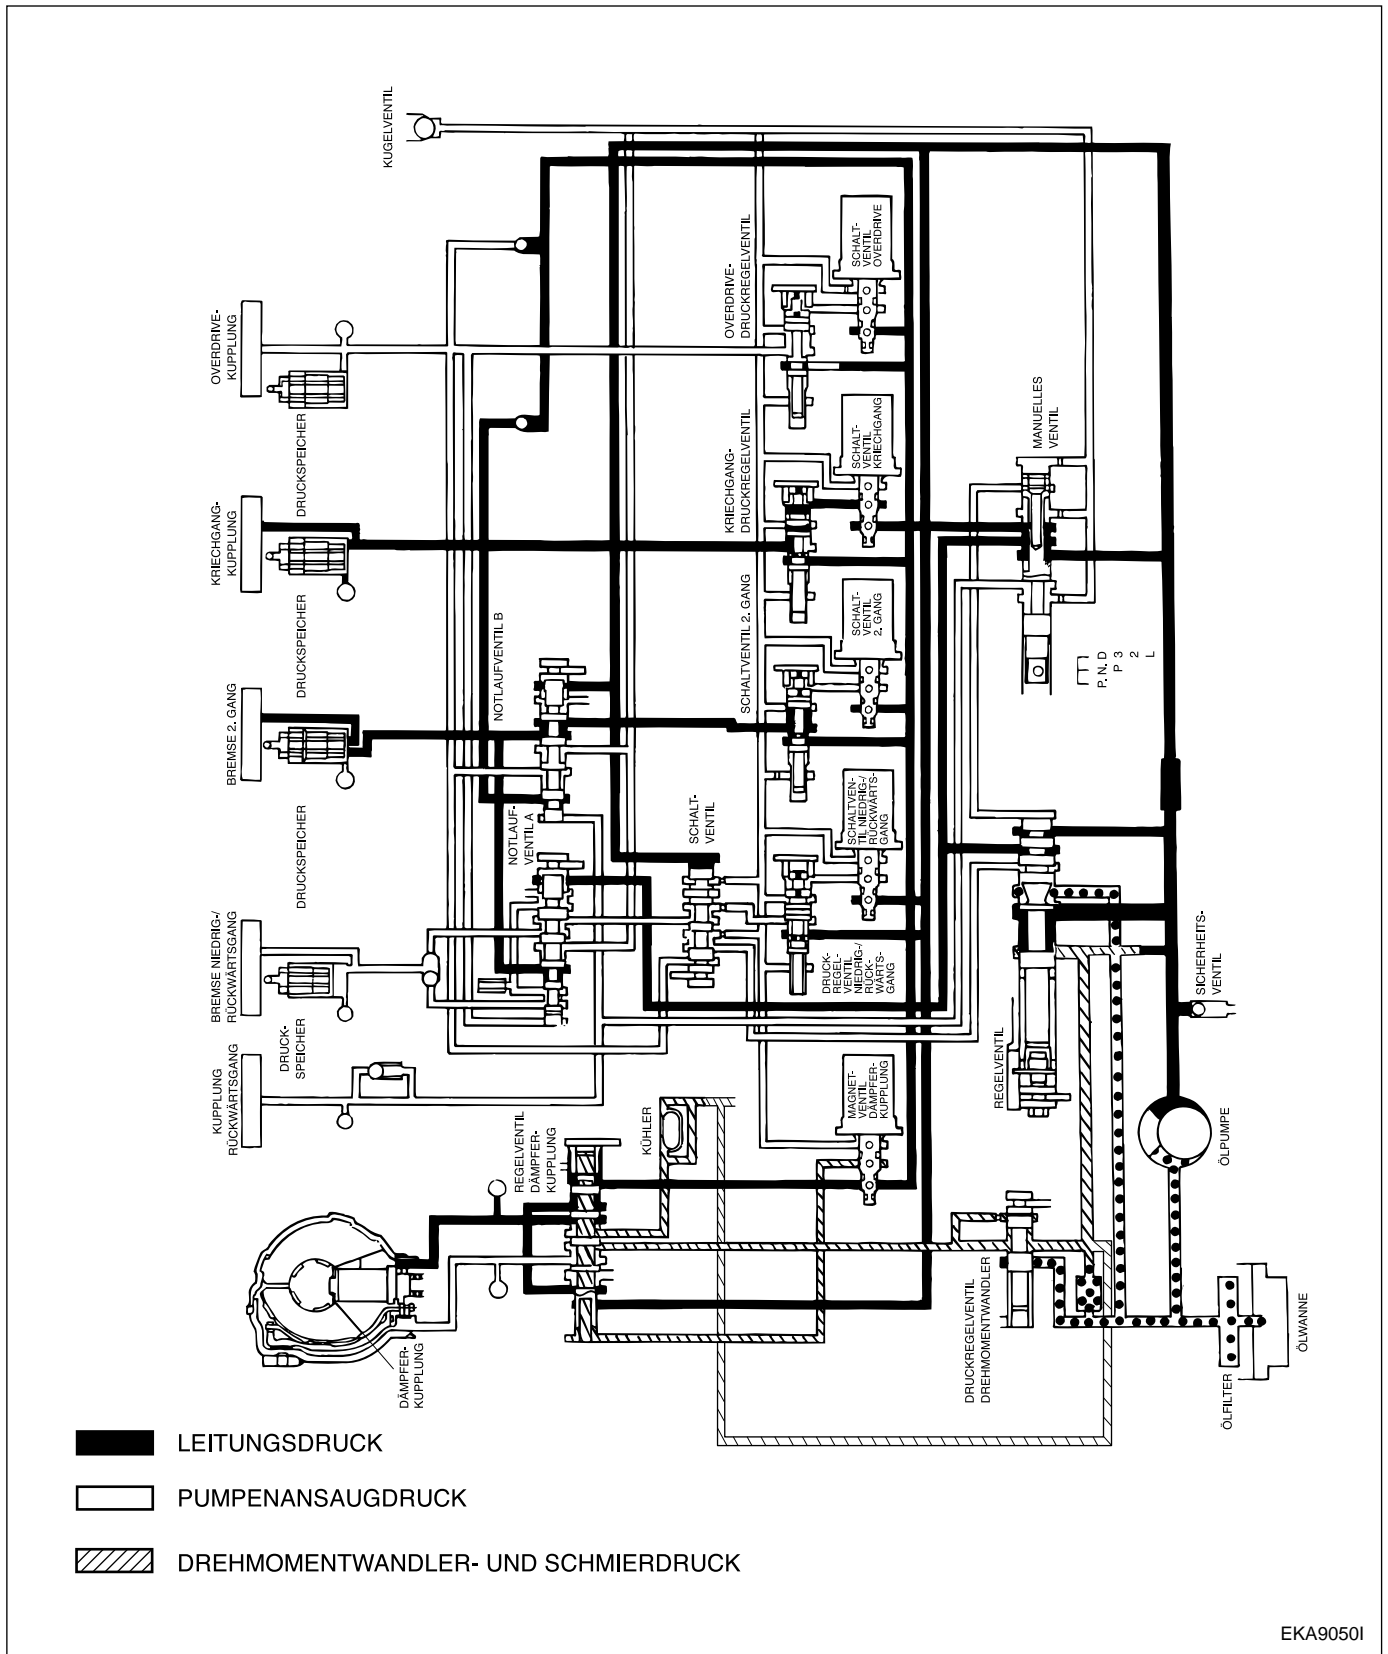 KUGELVENTIL
OVERDRIVE-
KUPPLUNG
DRUCKSPEICHER
OVERDRIVE-
DRUCKREGELVENTIL
SCHALT-
VENTIL
OVERDRIVE
KRIECHGANG-
KUPPLUNG
DRUCKSPEICHER
KRIECHGANG-
DRUCKREGELVENTIL
SCHALT-
VENTIL
KRIECHGANG
MANUELLES
VENTIL
P. N. D
P 3
2
L
BREMSE 2. GANG
DRUCKSPEICHER
NOTLAUFVENTIL B
SCHALTVENTIL 2. GANG
SCHALT-
VENTIL
2. GANG
BREMSE NIEDRIG-/
RÜCKWÄRTSGANG
DRUCK-
SPEICHER
NOTLAUF-
VENTIL A
SCHALT-
VENTIL
SCHALTVEN-
TIL NIEDRIG-/
RÜCKWÄRTS-
GANG
DRUCK-
REGEL-
VENTIL
NIEDRIG-/
RÜCK-
WÄRTS-
GANG
KUPPLUNG
RÜCKWÄRTSGANG
REGELVENTIL
DÄMPFER-
KUPPLUNG
KÜHLER
MAGNET-
VENTIL
DÄMPFER-
KUPPLUNG
REGELVENTIL
SICHERHEITS-
VENTIL
ÖLPUMPE
DÄMPFER-
KUPPLUNG
DRUCKREGELVENTIL
DREHMOMENTWANDLER
ÖLFILTER
ÖLWANNE
LEITUNGSDRUCK
PUMPENANSAUGDRUCK
DREHMOMENTWANDLER- UND SCHMIERDRUCK
EKA9050I